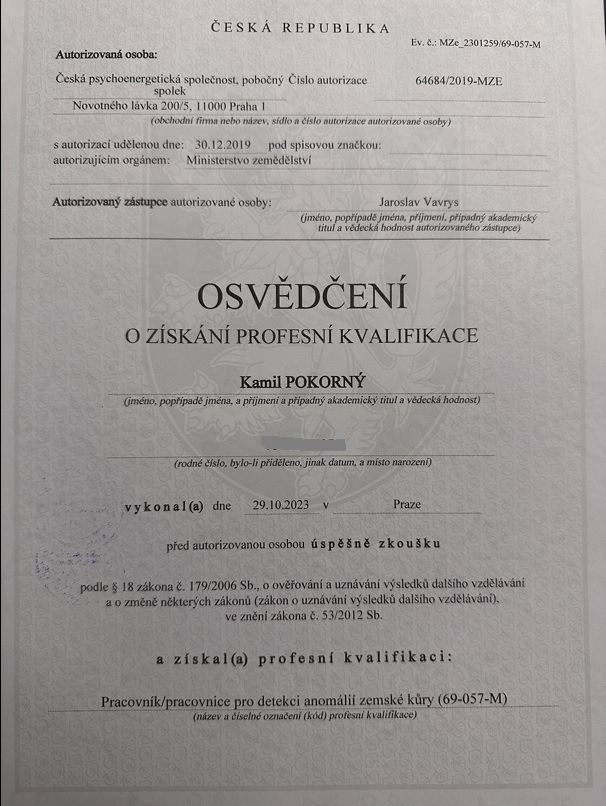 ČESKÁ REPUBLIKA
Ev. č.: MZe_2301259/69-057-M
Autorizovaná osoba:
Česká psychoenergetická společnost, pobočný spolek
Číslo autorizace 64684/2019-MZE
Novotného lávka 200/5, 11000 Praha 1
(obchodní firma nebo název, sídlo a číslo autorizace autorizované osoby)
s autorizací udělenou dne: 30.12.2019 pod spisovou značkou:
autorizujícím orgánem: Ministerstvo zemědělství
Autorizovaný zástupce autorizované osoby: Jaroslav Vavrys
(jméno, popřípadě jména, příjmení, případný akademický
titul a vědecká hodnost autorizovaného zástupce)
OSVĚDČENÍ
O ZÍSKÁNÍ PROFESNÍ KVALIFIKACE
Kamil POKORNÝ
(jméno, popřípadě jména, a příjmení a případný akademický titul a vědecká hodnost)
(rodné číslo, bylo-li přiděleno, jinak datum, a místo narození)
vykonal(a) dne 29.10.2023 v Praze
před autorizovanou osobou úspěšně zkoušku
podle § 18 zákona č. 179/2006 Sb., o ověřování a uznávání výsledků dalšího vzdělávání
a o změně některých zákonů (zákon o uznávání výsledků dalšího vzdělávání),
ve znění zákona č. 53/2012 Sb.
a získal(a) profesní kvalifikaci:
Pracovník/pracovnice pro detekci anomálií zemské kůry (69-057-M)
(název a číselné označení (kód) profesní kvalifikace)